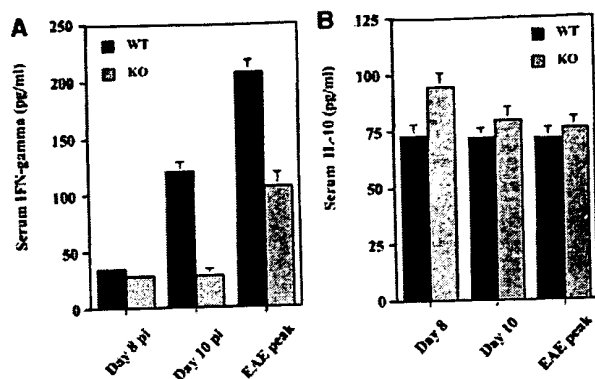 A
Serum IFN-gamma (pg/ml)
250
200
150
100
50
0
WT
KO
Day 8 pi
Day 10 pi
EAE peak
B
Serum IL-10 (pg/ml)
125
100
75
50
25
0
WT
KO
Day 8
Day 10
EAE peak